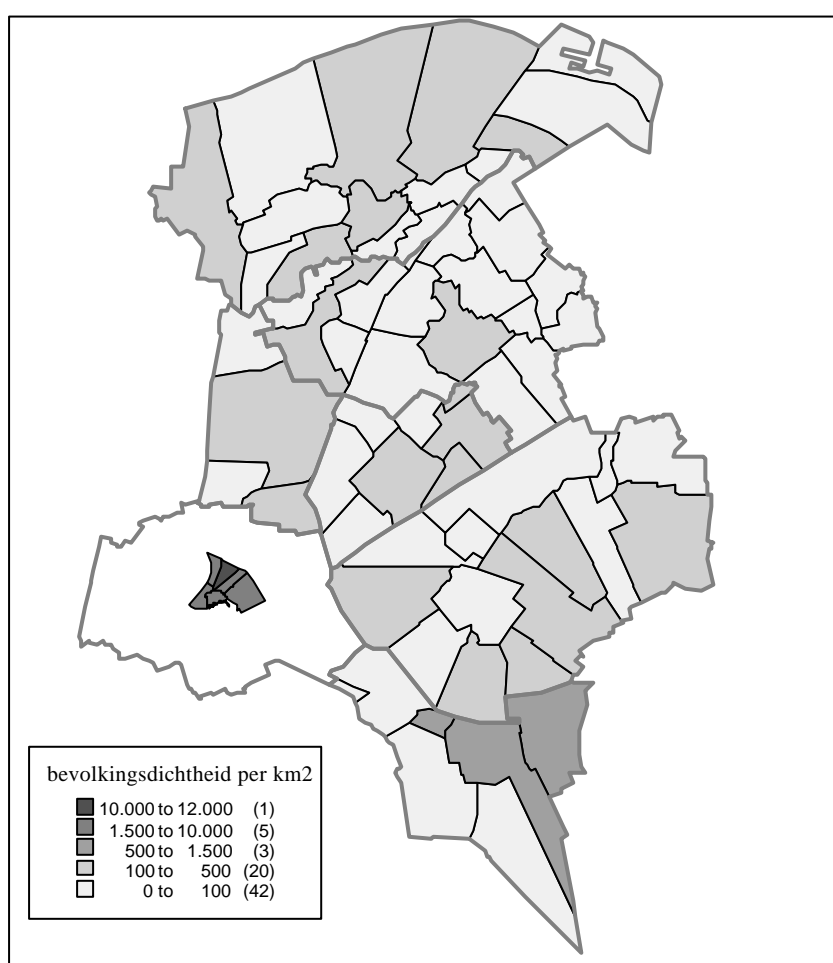 bevolkingsdichtheid per km2
10.000 to 12.000 (1)
1.500 to 10.000 (5)
500 to 1.500 (3)
100 to 500 (20)
0 to 100 (42)